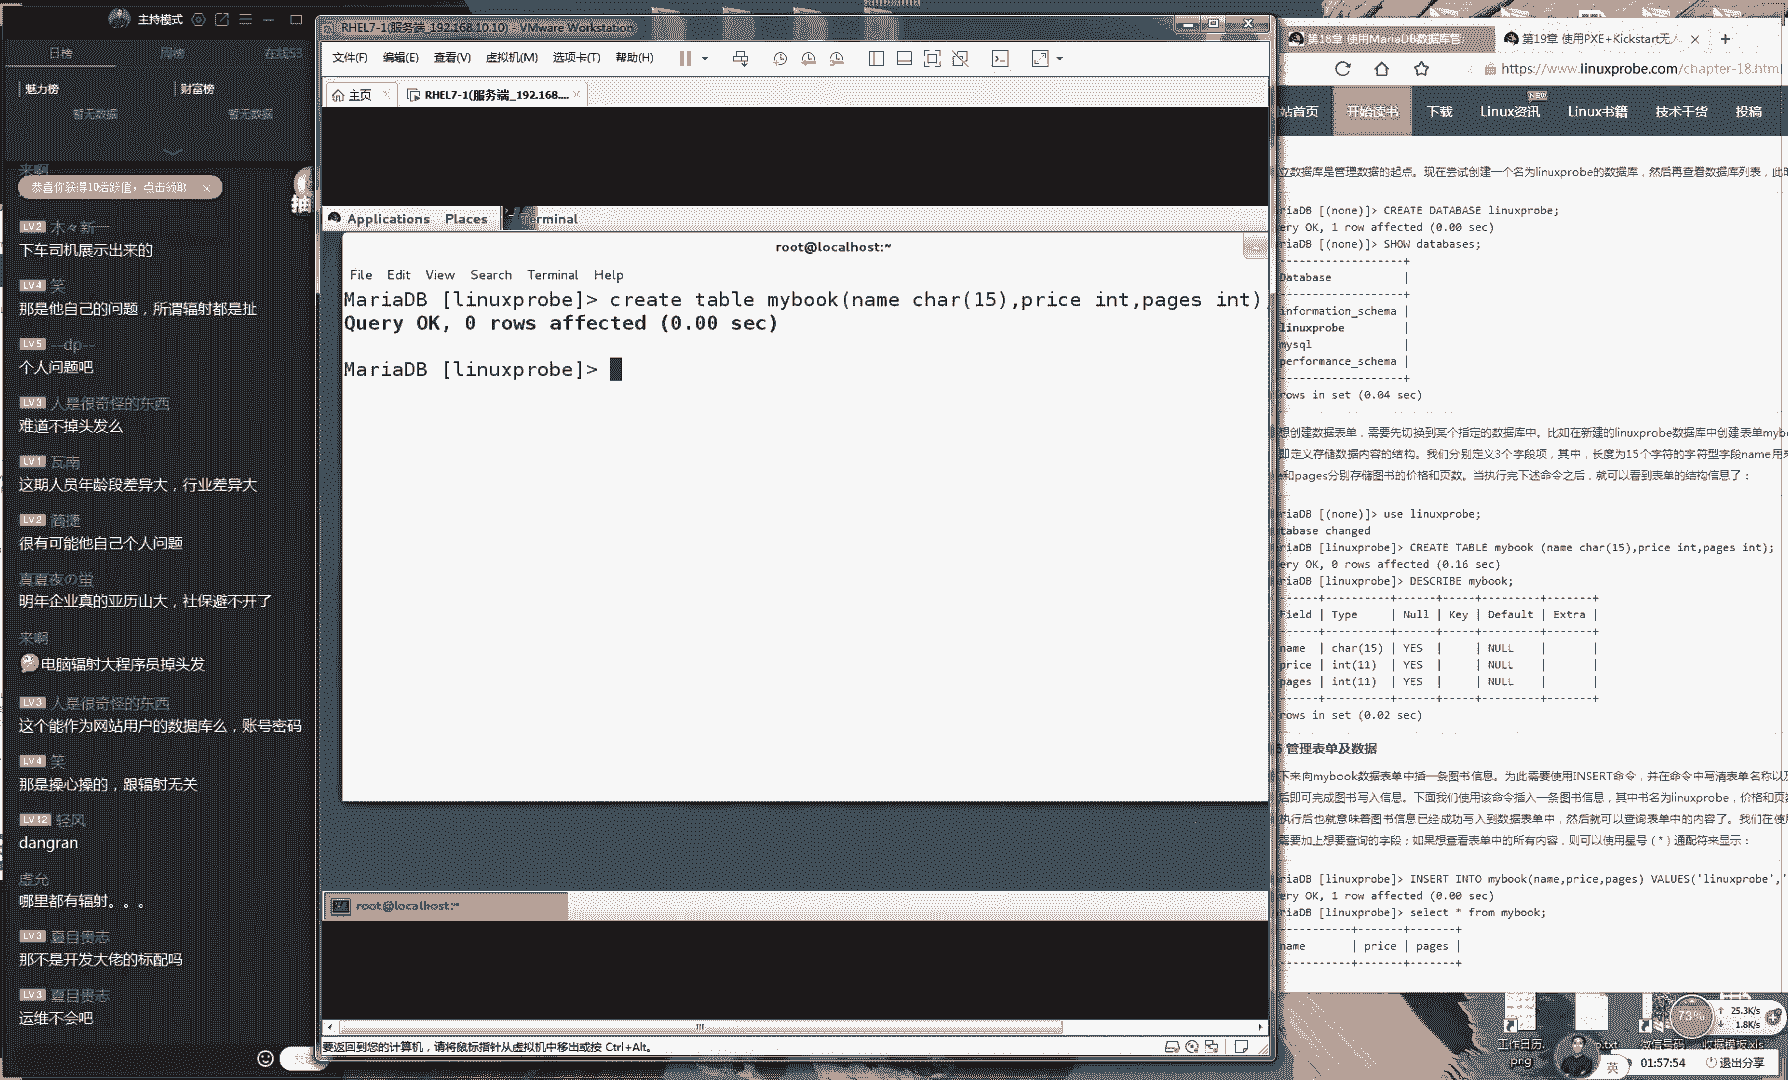 主持模式
日榜
周榜
在线53
魅力榜
财富榜
暂无数据
暂无数据
来啊
恭喜你获得10点经验值，点击领取
抽
LV2 木々新一
下车司机展示出来的
LV4 笑
那是他自己的问题，所谓辐射都是扯
LV5 --dp--
个人问题吧
LV3 人是很奇怪的东西
难道不掉头发么
LV1 瓦南
这期人员年龄段差异大，行业差异大
LV2 简捷
很有可能他自己个人问题
真夏夜の蛍
明年企业真的亚历山大，社保避不开了
来啊
电脑辐射大程序员掉头发
LV3 人是很奇怪的东西
这个能作为网站用户的数据库么，账号密码
LV4 笑
那是操心操的，跟辐射无关
LV12 轻风
dangran
虚允
哪里都有辐射。。。
LV3 夏目贵志
那不是开发大佬的标配吗
LV3 夏目贵志
运维不会吧
RHEL7-1(服务端_192.168.10.10) - VMware Workstation
文件(F) 编辑(E) 查看(V) 虚拟机(M) 选项卡(T) 帮助(H)
主页
RHEL7-1(服务端_192.168....
Applications Places Terminal
root@localhost:~
File Edit View Search Terminal Help
MariaDB [linuxprobe]> create table mybook(name char(15),price int,pages int)
Query OK, 0 rows affected (0.00 sec)
MariaDB [linuxprobe]>
root@localhost:~
要返回到您的计算机，请将鼠标指针从虚拟机中移出或按 Ctrl+Alt。
第18章 使用MariaDB数据库管
第19章 使用PXE+Kickstart无人
https://www.linuxprobe.com/chapter-18.html
站首页 开始读书 下载 Linux资讯 Linux书籍 技术干货 投稿
NEW
立数据库是管理数据的起点。现在尝试创建一个名为linuxprobe的数据库，然后再查看数据库列表，此时
riaDB [(none)]> CREATE DATABASE linuxprobe;
ery OK, 1 row affected (0.00 sec)
riaDB [(none)]> SHOW databases;
-------------------+
Database |
-------------------+
information_schema |
linuxprobe |
mysql |
performance_schema |
-------------------+
rows in set (0.04 sec)
想创建数据表单，需要先切换到某个指定的数据库中。比如在新建的linuxprobe数据库中创建表单mybo
即定义存储数据内容的结构。我们分别定义3个字段项，其中，长度为15个字符的字符型字段name用来
和pages分别存储图书的价格和页数。当执行完下述命令之后，就可以看到表单的结构信息了：
riaDB [(none)]> use linuxprobe;
tabase changed
riaDB [linuxprobe]> CREATE TABLE mybook (name char(15),price int,pages int);
ery OK, 0 rows affected (0.16 sec)
riaDB [linuxprobe]> DESCRIBE mybook;
------+----------+------+-----+---------+-------+
Field | Type | Null | Key | Default | Extra |
------+----------+------+-----+---------+-------+
name | char(15) | YES | | NULL | |
price | int(11) | YES | | NULL | |
pages | int(11) | YES | | NULL | |
------+----------+------+-----+---------+-------+
rows in set (0.02 sec)
5 管理表单及数据
下来向mybook数据表单中插一条图书信息。为此需要使用INSERT命令，并在命令中写清表单名称以及
后即可完成图书写入信息。下面我们使用该命令插入一条图书信息，其中书名为linuxprobe，价格和页数
执行后也就意味着图书信息已经成功写入到数据表单中，然后就可以查询表单中的内容了。我们在使用
需要加上想要查询的字段；如果想查看表单中的所有内容，则可以使用星号（*）通配符来显示：
riaDB [linuxprobe]> INSERT INTO mybook(name,price,pages) VALUES('linuxprobe','
ery OK, 1 row affected (0.00 sec)
riaDB [linuxprobe]> select * from mybook;
-----------+-------+-------+
name | price | pages |
-----------+-------+-------+
73%
25.3K/s
1.8K/s
工作日历.png
收据模板.xls
英
01:57:54
退出分享